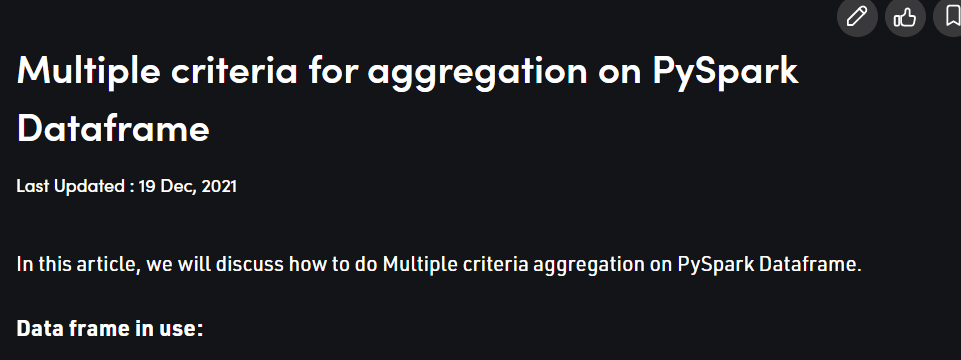 Multiple criteria for aggregation on PySpark
Dataframe
Last Updated : 19 Dec, 2021
In this article, we will discuss how to do Multiple criteria aggregation on PySpark Dataframe.
Data frame in use: